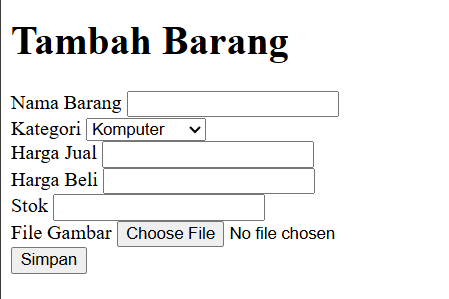 Tambah Barang
Nama Barang
Kategori Komputer
Harga Jual
Harga Beli
Stok
File Gambar Choose File No file chosen
Simpan